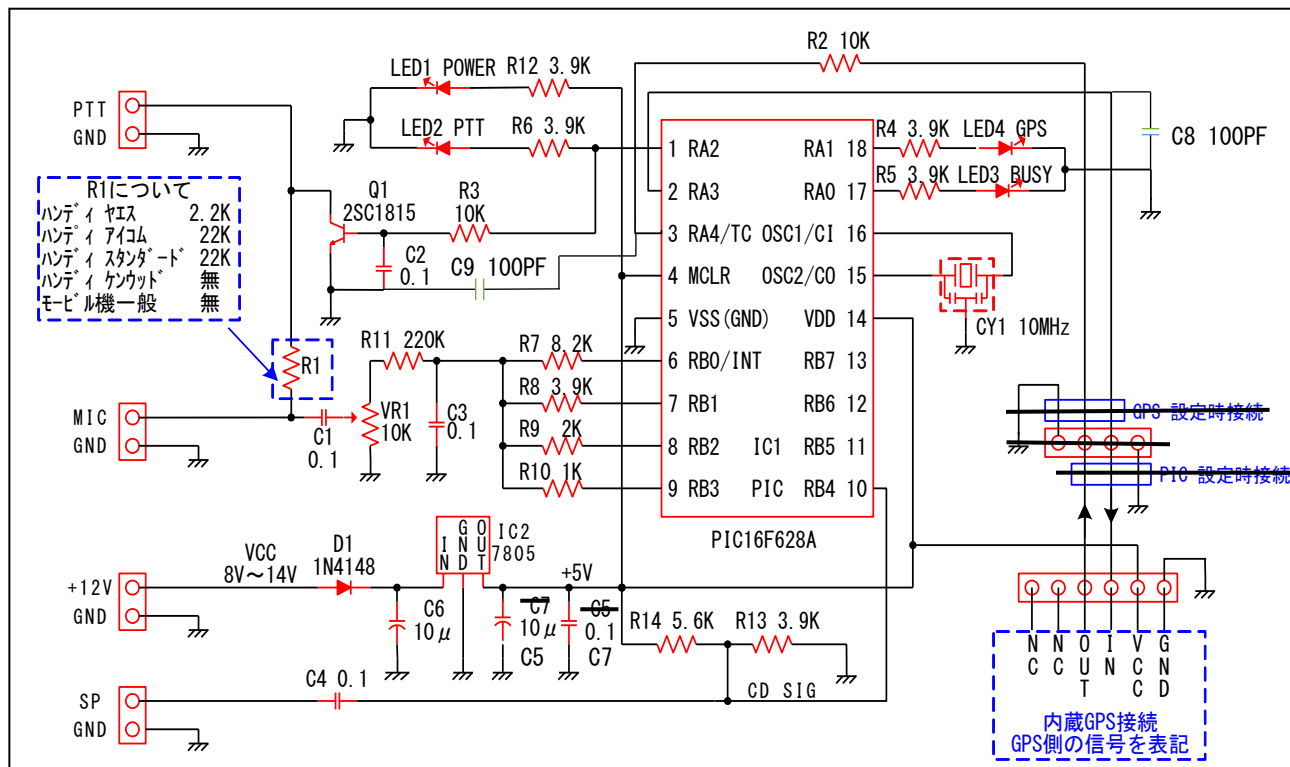 R2 10K
LED1 POWER R12 3.9K
LED2 PTT R6 3.9K
PTT
GND
R1について
ハンディ ヤエス 2.2K
ハンディ アイコム 22K
ハンディ スタンダード 22K
ハンディ ケンウッド 無
モービル機一般 無
Q1
2SC1815
R3
10K
C2
0.1
C9 100PF
1 RA2
2 RA3
3 RA4/TC
4 MCLR
5 VSS(GND)
6 RB0/INT
7 RB1
8 RB2
9 RB3
RA1 18
RA0 17
OSC1/CI 16
OSC2/CO 15
VDD 14
RB7 13
RB6 12
RB5 11
RB4 10
IC1
PIC
PIC16F628A
R4 3.9K LED4 GPS
R5 3.9K LED3 BUSY
C8 100PF
CY1 10MHz
R1
R11 220K
VR1
10K
C3
0.1
R7 8.2K
R8 3.9K
R9 2K
R10 1K
MIC
GND
C1
0.1
GPS 設定時接続
PIC 設定時接続
+12V
GND
VCC
8V～14V
D1
1N4148
IN
GND
OUT
IC2
7805
+5V
C6
10μ
C7
10μ
C5
C5
0.1
C7
R14 5.6K
R13 3.9K
SP
GND
C4 0.1
CD SIG
NC
NC
OUT
IN
VCC
GND
内蔵GPS接続
GPS側の信号を表記